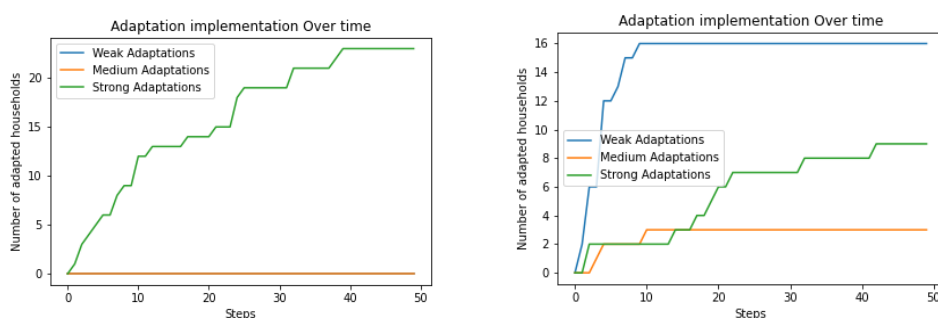 Adaptation implementation Over time
Weak Adaptations
Medium Adaptations
Strong Adaptations
Number of adapted households
20
15
10
5
0
0 10 20 30 40 50
Steps
Adaptation implementation Over time
Weak Adaptations
Medium Adaptations
Strong Adaptations
Number of adapted households
16
14
12
10
8
6
4
2
0
0 10 20 30 40 50
Steps